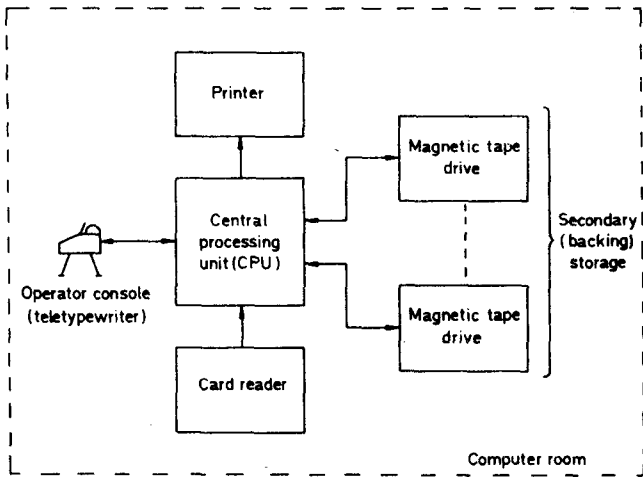 Printer
Magnetic tape
drive
Central
processing
unit (CPU)
Secondary
(backing)
storage
Operator console
(teletypewriter)
Magnetic tape
drive
Card reader
Computer room